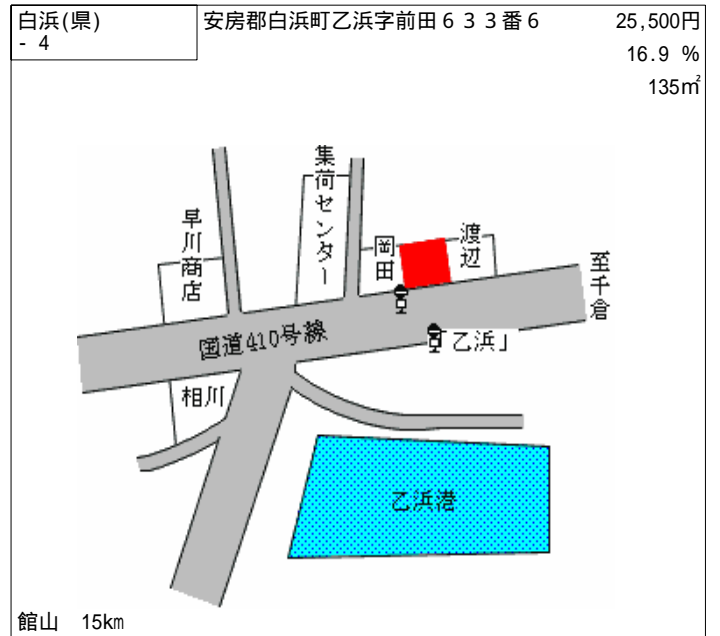 白浜(県)
- 4
安房郡白浜町乙浜字前田６３３番6
25,500円
16.9 %
135㎡
集荷センター
早川商店
岡田
渡辺
至千倉
国道410号線
「乙浜」
相川
乙浜港
館山　15km